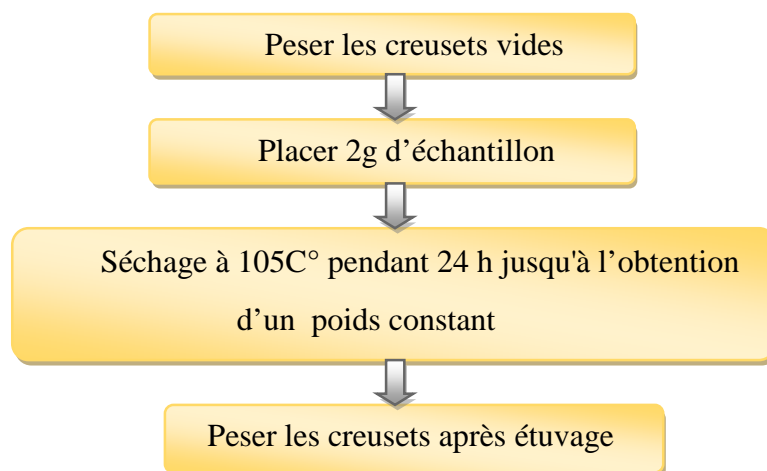 Peser les creusets vides
Placer 2g d’échantillon
Séchage à 105C° pendant 24 h jusqu'à l’obtention
d’un poids constant
Peser les creusets après étuvage